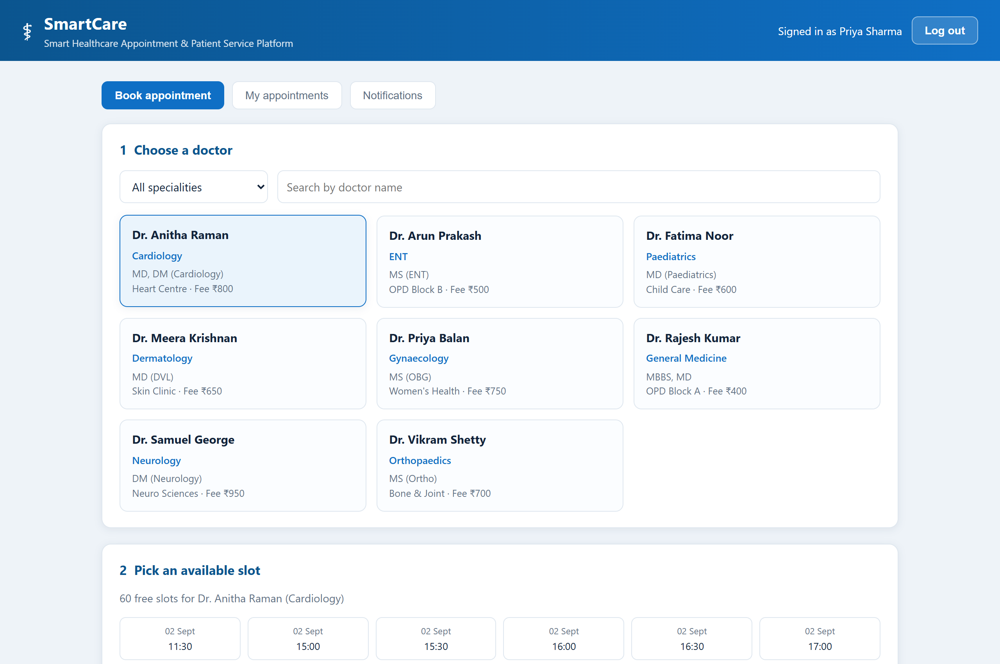 SmartCare
Smart Healthcare Appointment & Patient Service Platform
Signed in as Priya Sharma
Log out
Book appointment
My appointments
Notifications
1 Choose a doctor
All specialities
Search by doctor name
Dr. Anitha Raman
Cardiology
MD, DM (Cardiology)
Heart Centre · Fee ₹800
Dr. Arun Prakash
ENT
MS (ENT)
OPD Block B · Fee ₹500
Dr. Fatima Noor
Paediatrics
MD (Paediatrics)
Child Care · Fee ₹600
Dr. Meera Krishnan
Dermatology
MD (DVL)
Skin Clinic · Fee ₹650
Dr. Priya Balan
Gynaecology
MS (OBG)
Women's Health · Fee ₹750
Dr. Rajesh Kumar
General Medicine
MBBS, MD
OPD Block A · Fee ₹400
Dr. Samuel George
Neurology
DM (Neurology)
Neuro Sciences · Fee ₹950
Dr. Vikram Shetty
Orthopaedics
MS (Ortho)
Bone & Joint · Fee ₹700
2 Pick an available slot
60 free slots for Dr. Anitha Raman (Cardiology)
02 Sept
11:30
02 Sept
15:00
02 Sept
15:30
02 Sept
16:00
02 Sept
16:30
02 Sept
17:00